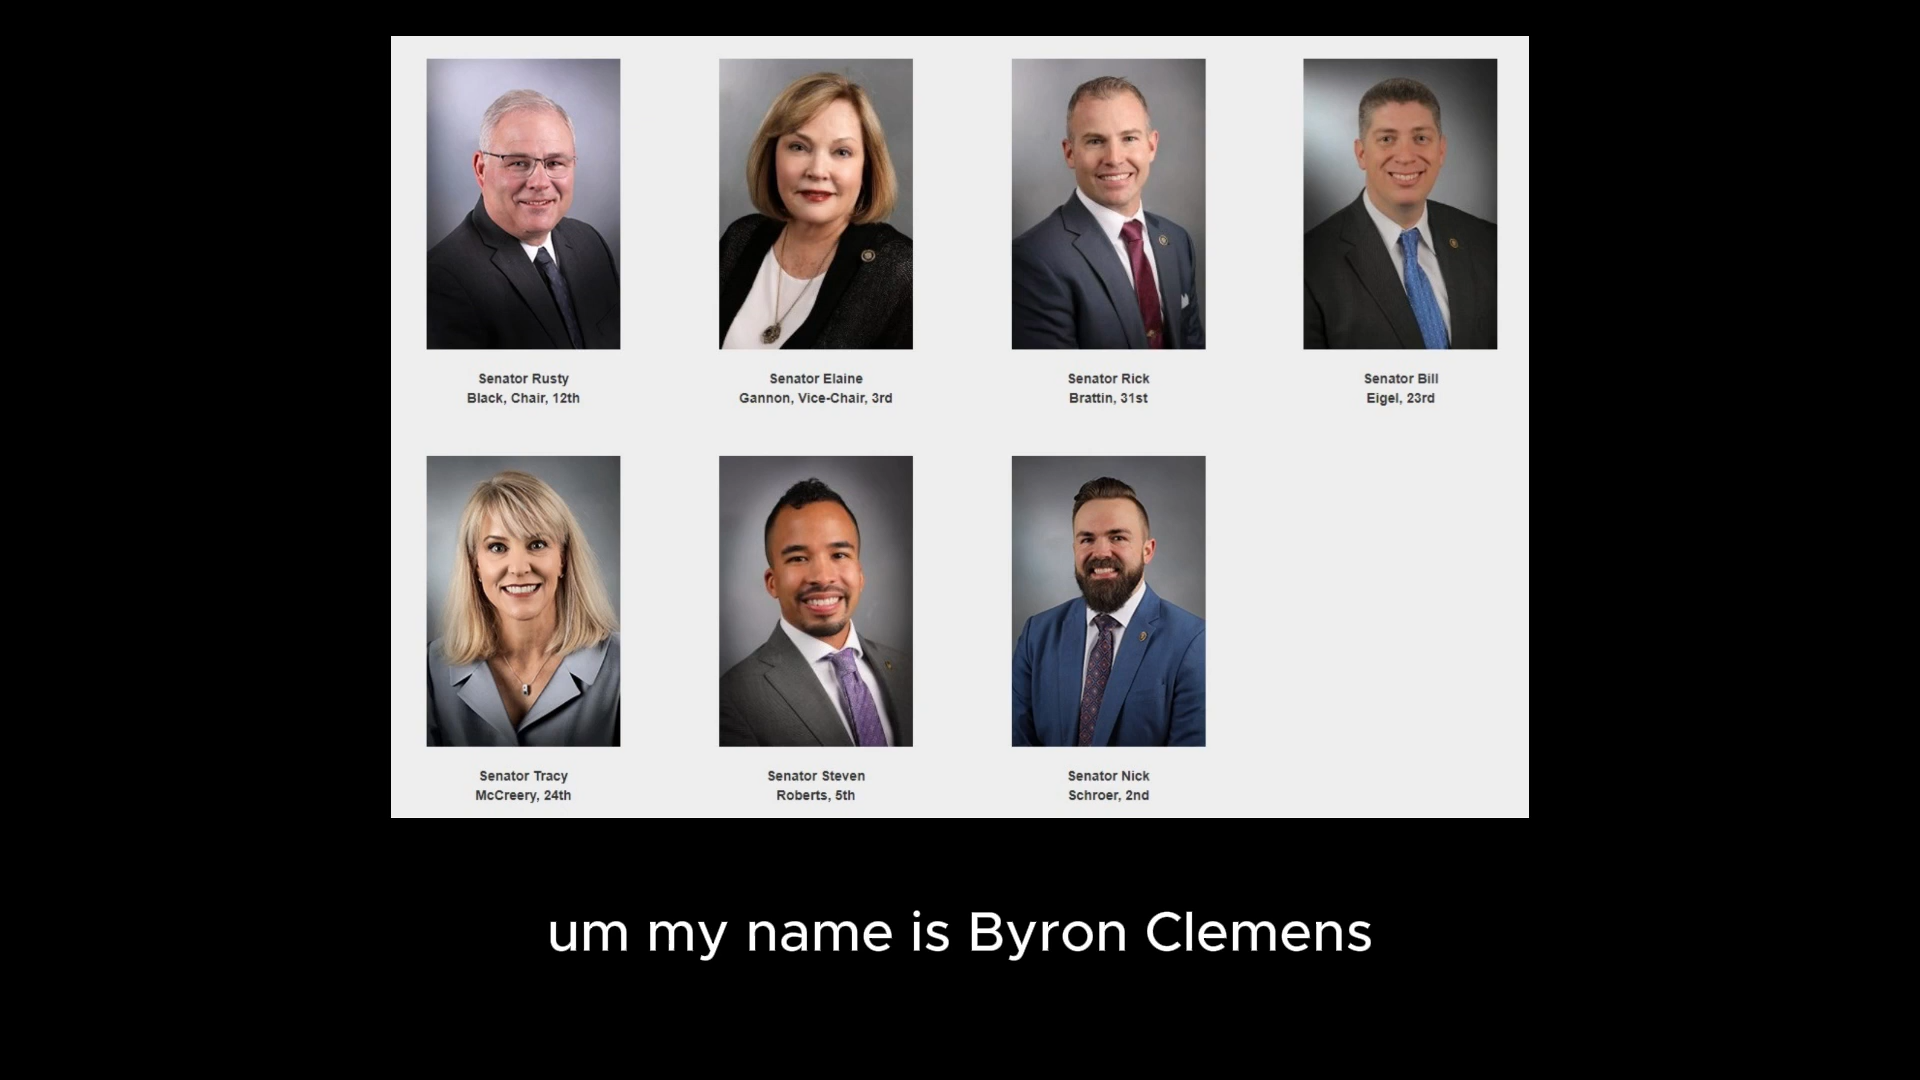 Senator Rusty
Black, Chair, 12th
Senator Elaine
Gannon, Vice-Chair, 3rd
Senator Rick
Brattin, 31st
Senator Bill
Eigel, 23rd
Senator Tracy
McCreery, 24th
Senator Steven
Roberts, 5th
Senator Nick
Schroer, 2nd
um my name is Byron Clemens